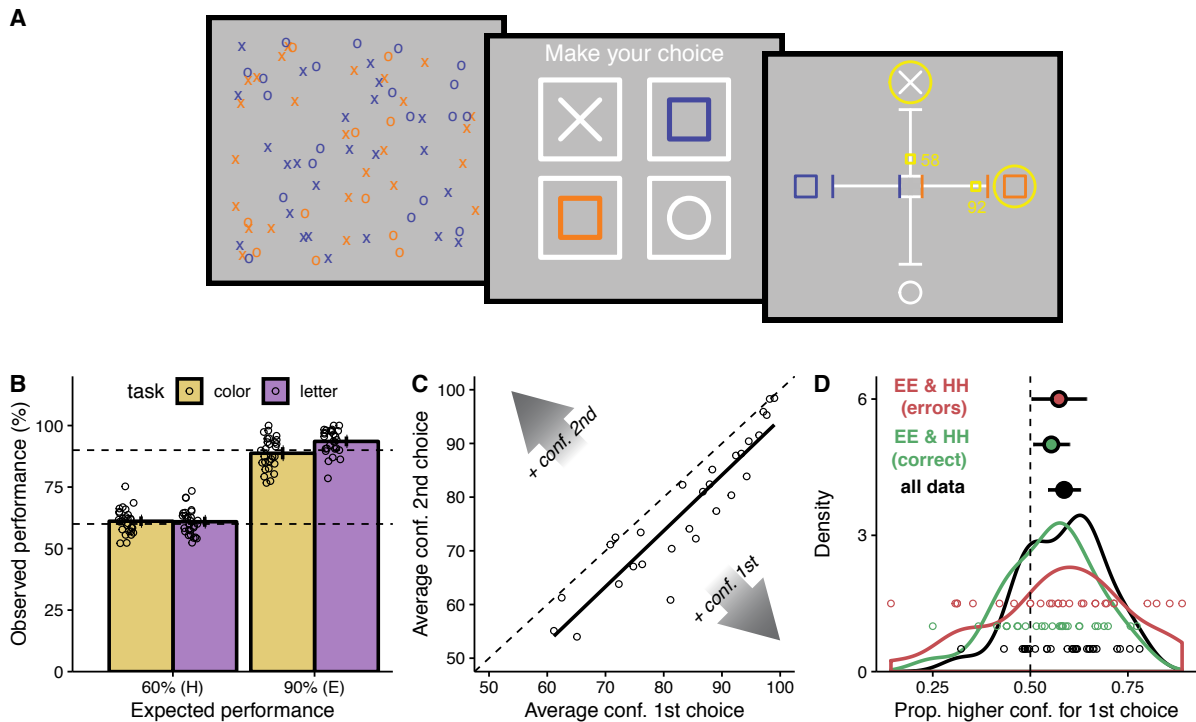 A
Make your choice
58
92
B
task
color
letter
Observed performance (%)
100
75
50
25
0
60% (H)
90% (E)
Expected performance
C
Average conf. 2nd choice
100
90
80
70
60
50
+ conf. 2nd
+ conf. 1st
50
60
70
80
90
100
Average conf. 1st choice
D
EE & HH
(errors)
EE & HH
(correct)
all data
Density
6
3
0
0.25
0.50
0.75
Prop. higher conf. for 1st choice